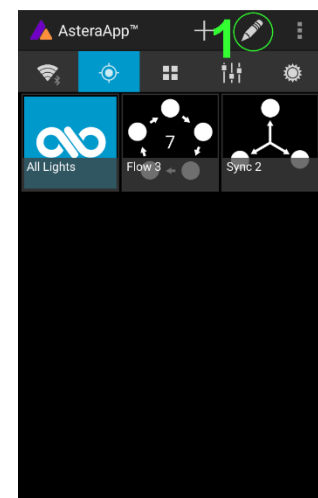 AsteraApp™
1
7
All Lights
Flow 3
Sync 2